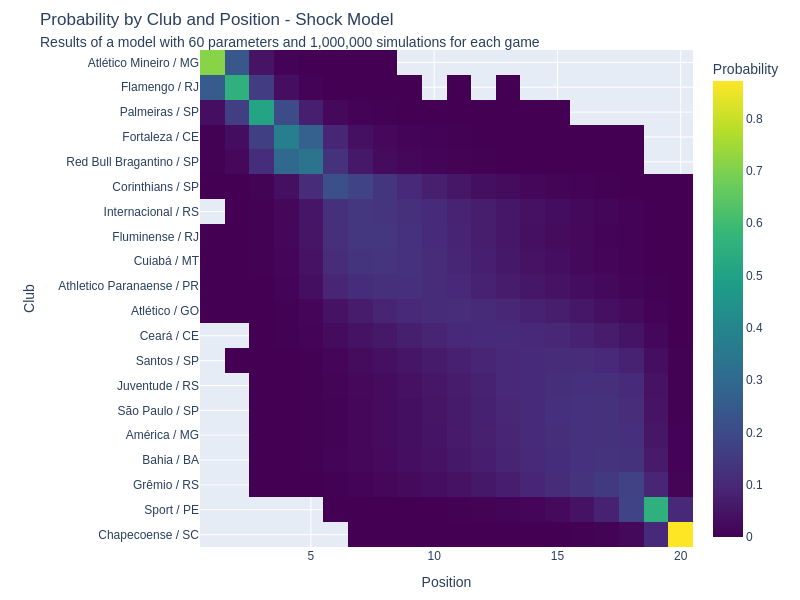 Probability by Club and Position - Shock Model
Results of a model with 60 parameters and 1,000,000 simulations for each game
Probability
Atlético Mineiro / MG
Flamengo / RJ
Palmeiras / SP
Fortaleza / CE
Red Bull Bragantino / SP
Corinthians / SP
Internacional / RS
Fluminense / RJ
Cuiabá / MT
Athletico Paranaense / PR
Atlético / GO
Ceará / CE
Santos / SP
Juventude / RS
São Paulo / SP
América / MG
Bahia / BA
Grêmio / RS
Sport / PE
Chapecoense / SC
Club
5
10
15
20
Position
0.8
0.7
0.6
0.5
0.4
0.3
0.2
0.1
0